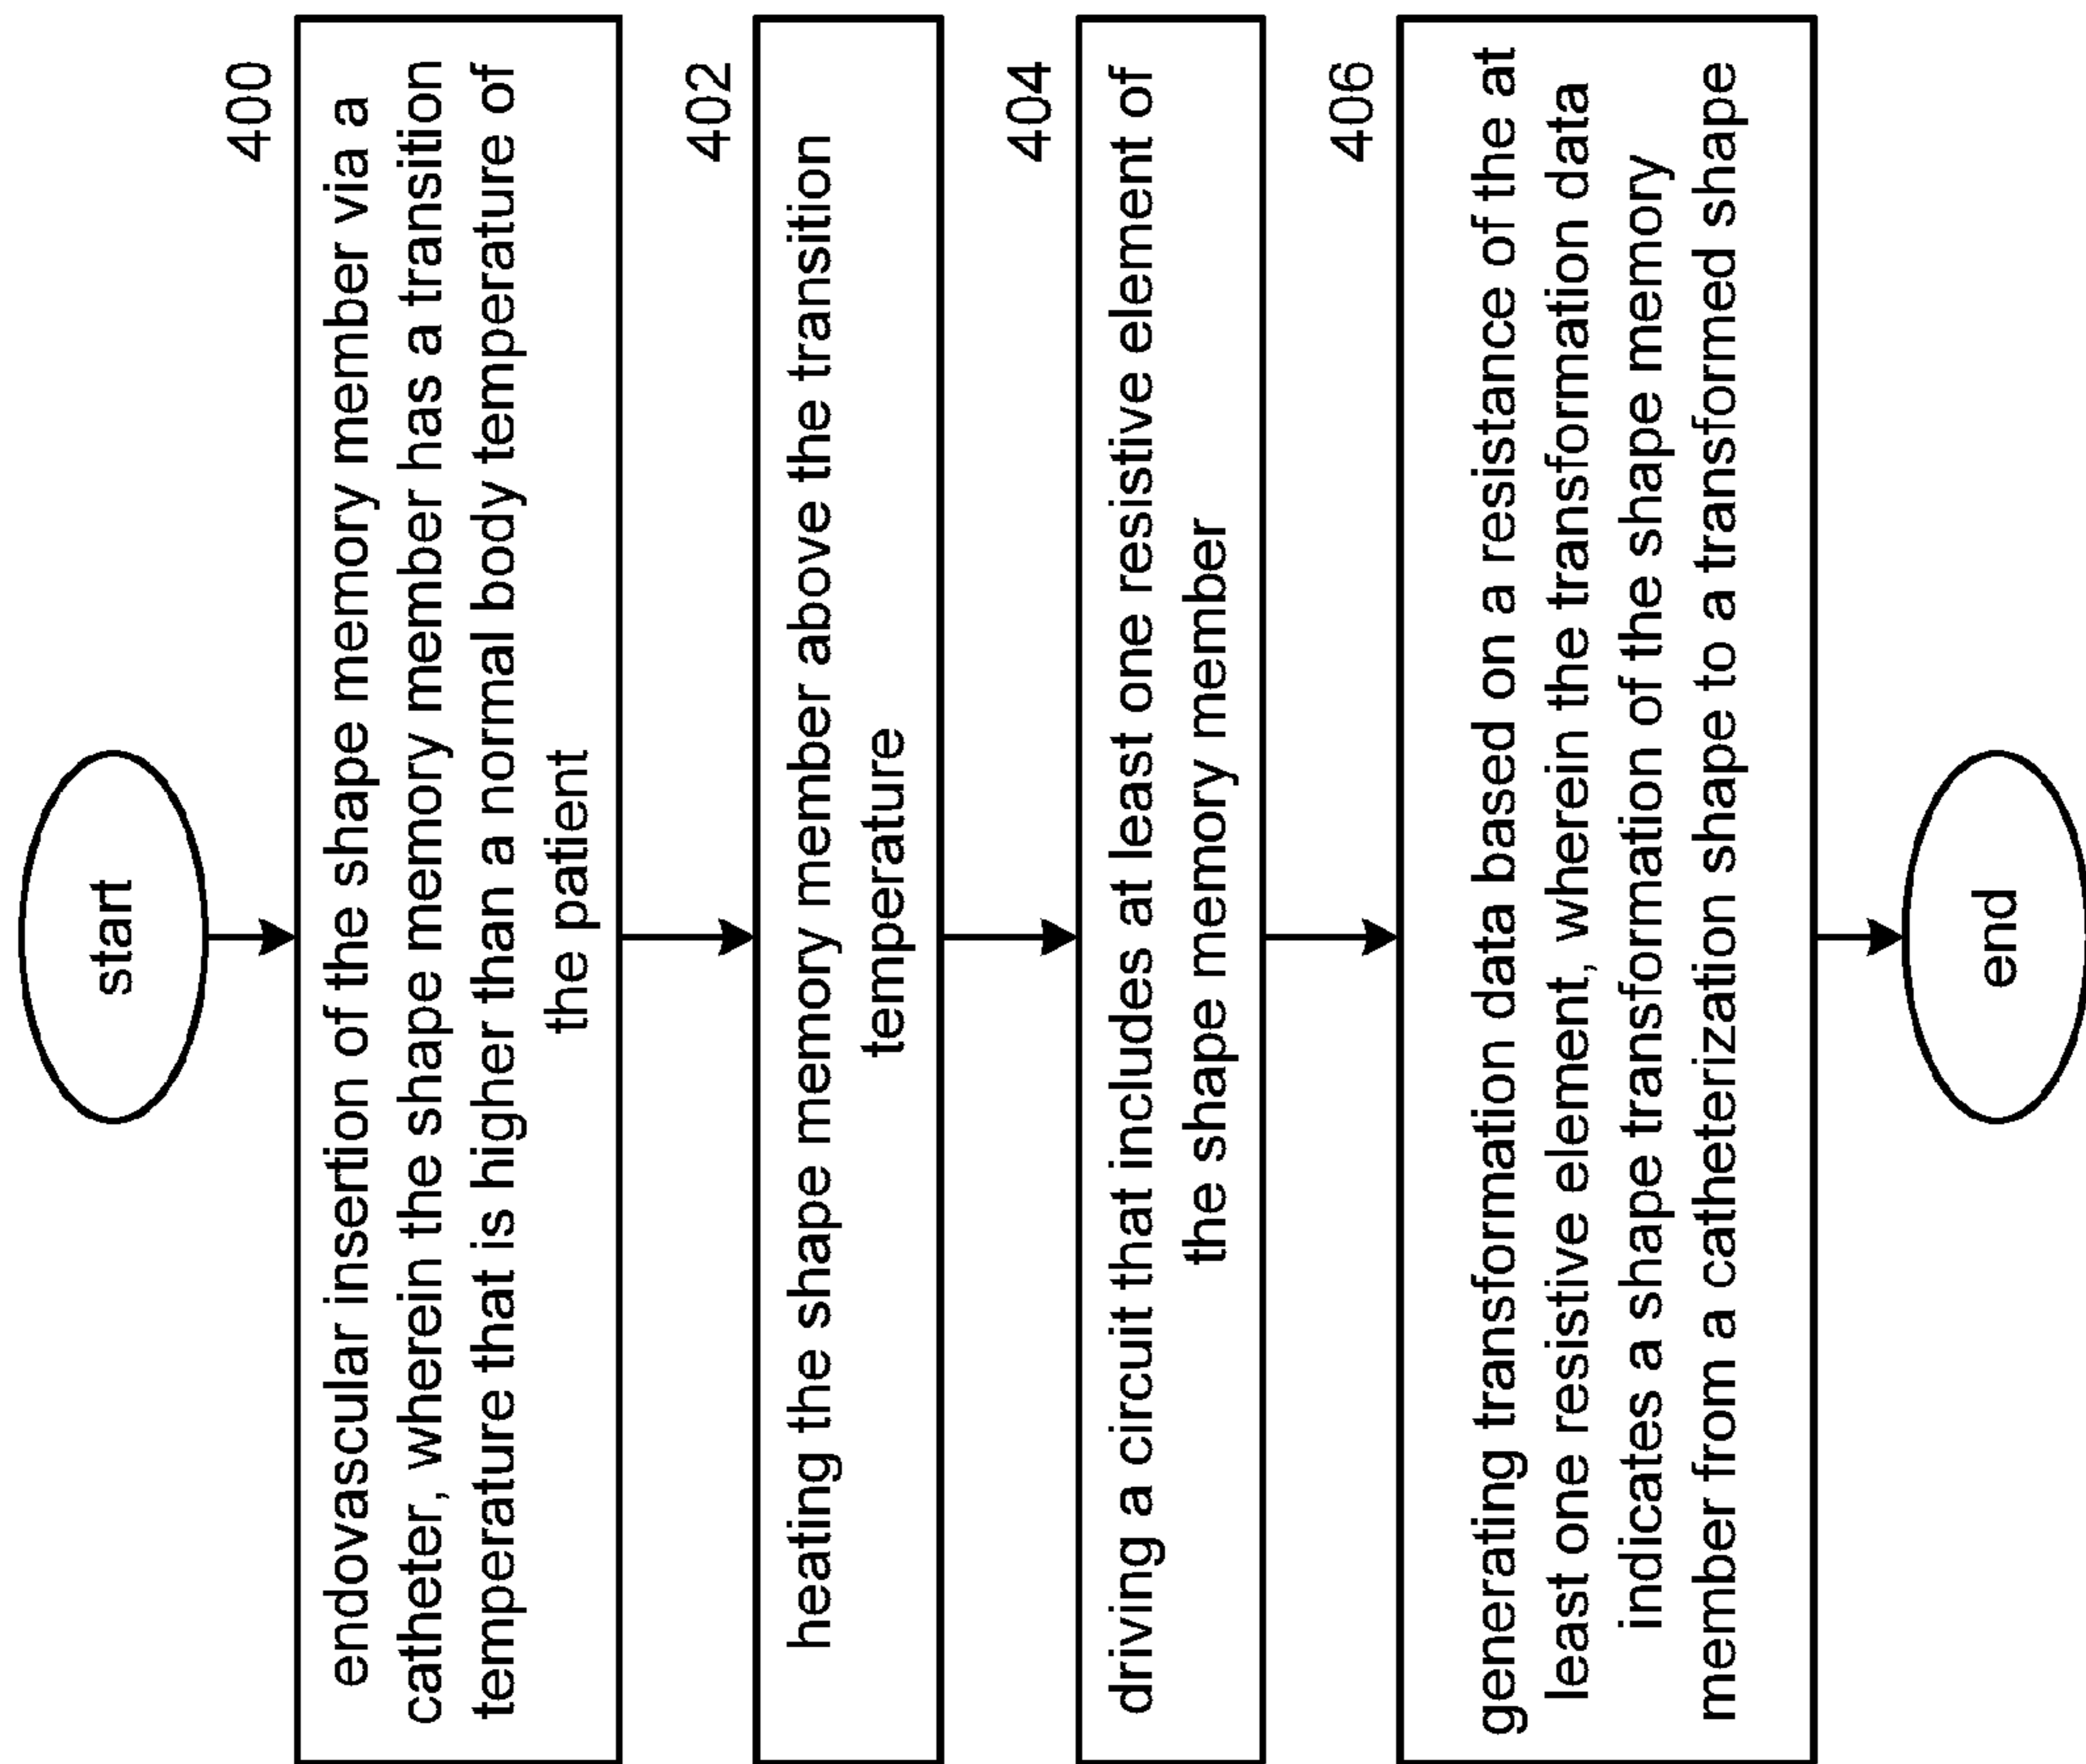 start
400
endovascular insertion of the shape memory member via a
catheter, wherein the shape memory member has a transition
temperature that is higher than a normal body temperature of
the patient
402
heating the shape memory member above the transition
temperature
404
driving a circuit that includes at least one resistive element of
the shape memory member
406
generating transformation data based on a resistance of the at
least one resistive element, wherein the transformation data
indicates a shape transformation of the shape memory
member from a catheterization shape to a transformed shape
end